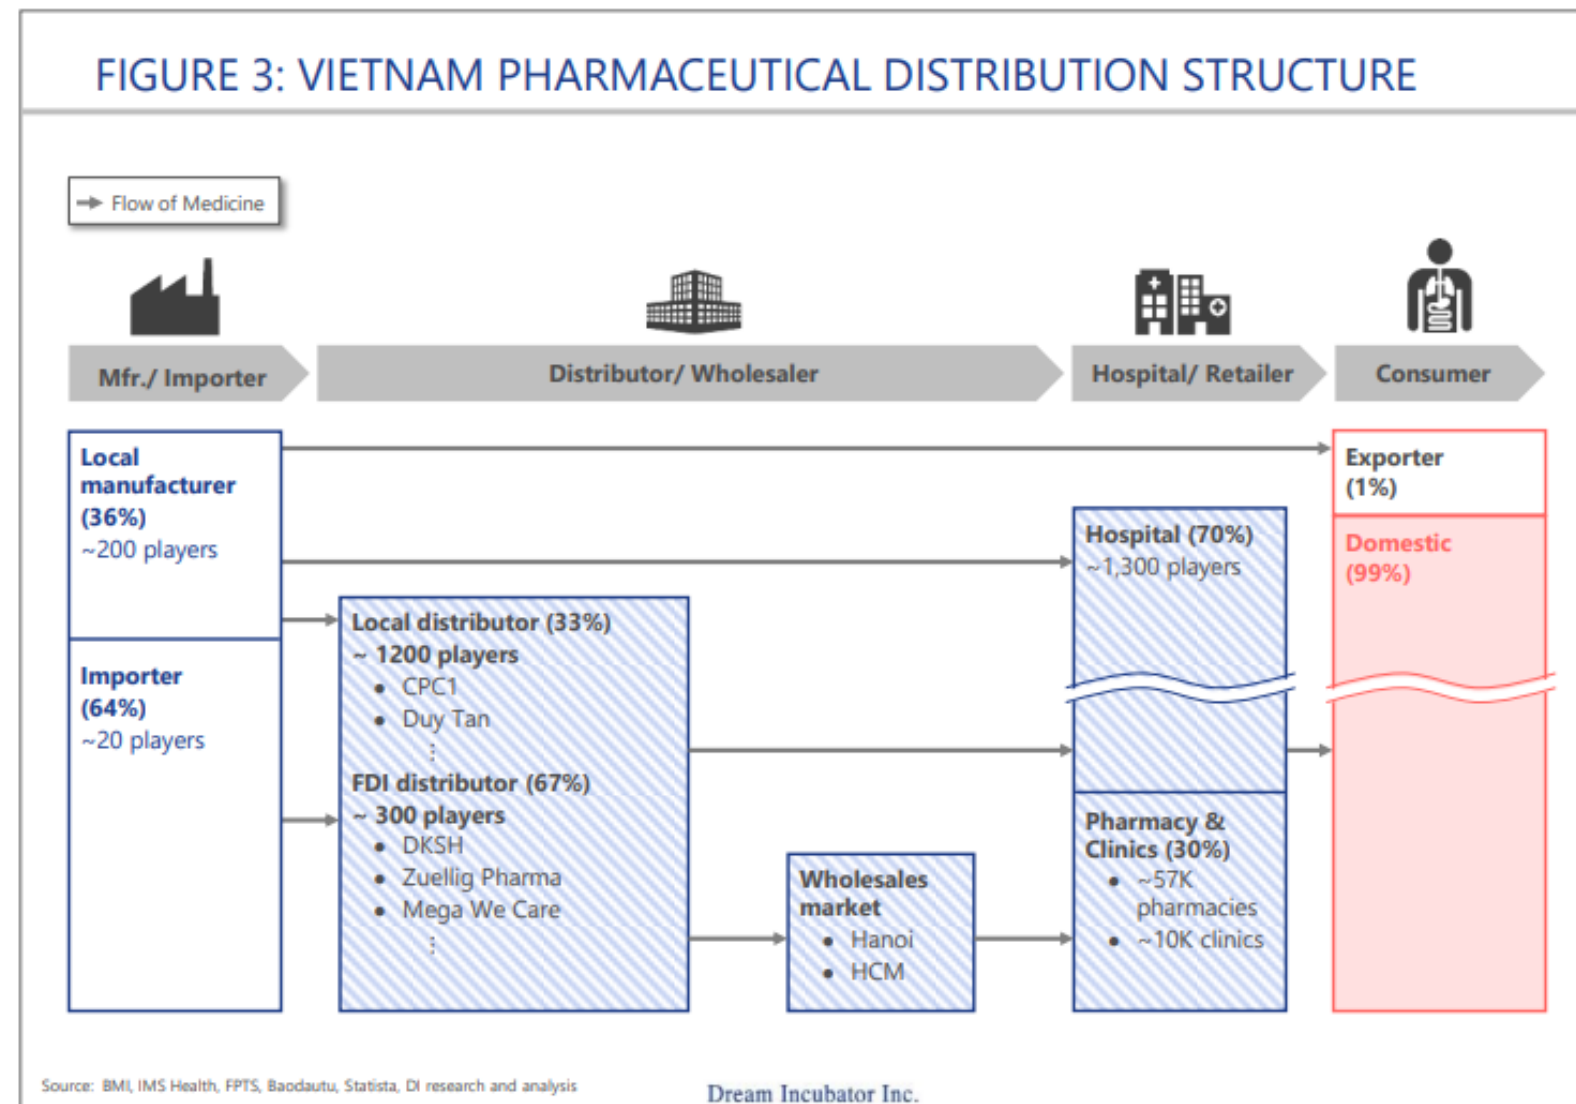 FIGURE 3: VIETNAM PHARMACEUTICAL DISTRIBUTION STRUCTURE
Flow of Medicine
Mfr./ Importer
Distributor/ Wholesaler
Hospital/ Retailer
Consumer
Local
manufacturer
(36%)
~200 players
Importer
(64%)
~20 players
Local distributor (33%)
~ 1200 players
● CPC1
● Duy Tan
⋮
FDI distributor (67%)
~ 300 players
● DKSH
● Zuellig Pharma
● Mega We Care
⋮
Wholesales
market
● Hanoi
● HCM
Hospital (70%)
~1,300 players
Pharmacy &
Clinics (30%)
● ~57K
pharmacies
● ~10K clinics
Exporter
(1%)
Domestic
(99%)
Source: BMI, IMS Health, FPTS, Baodautu, Statista, DI research and analysis
Dream Incubator Inc.